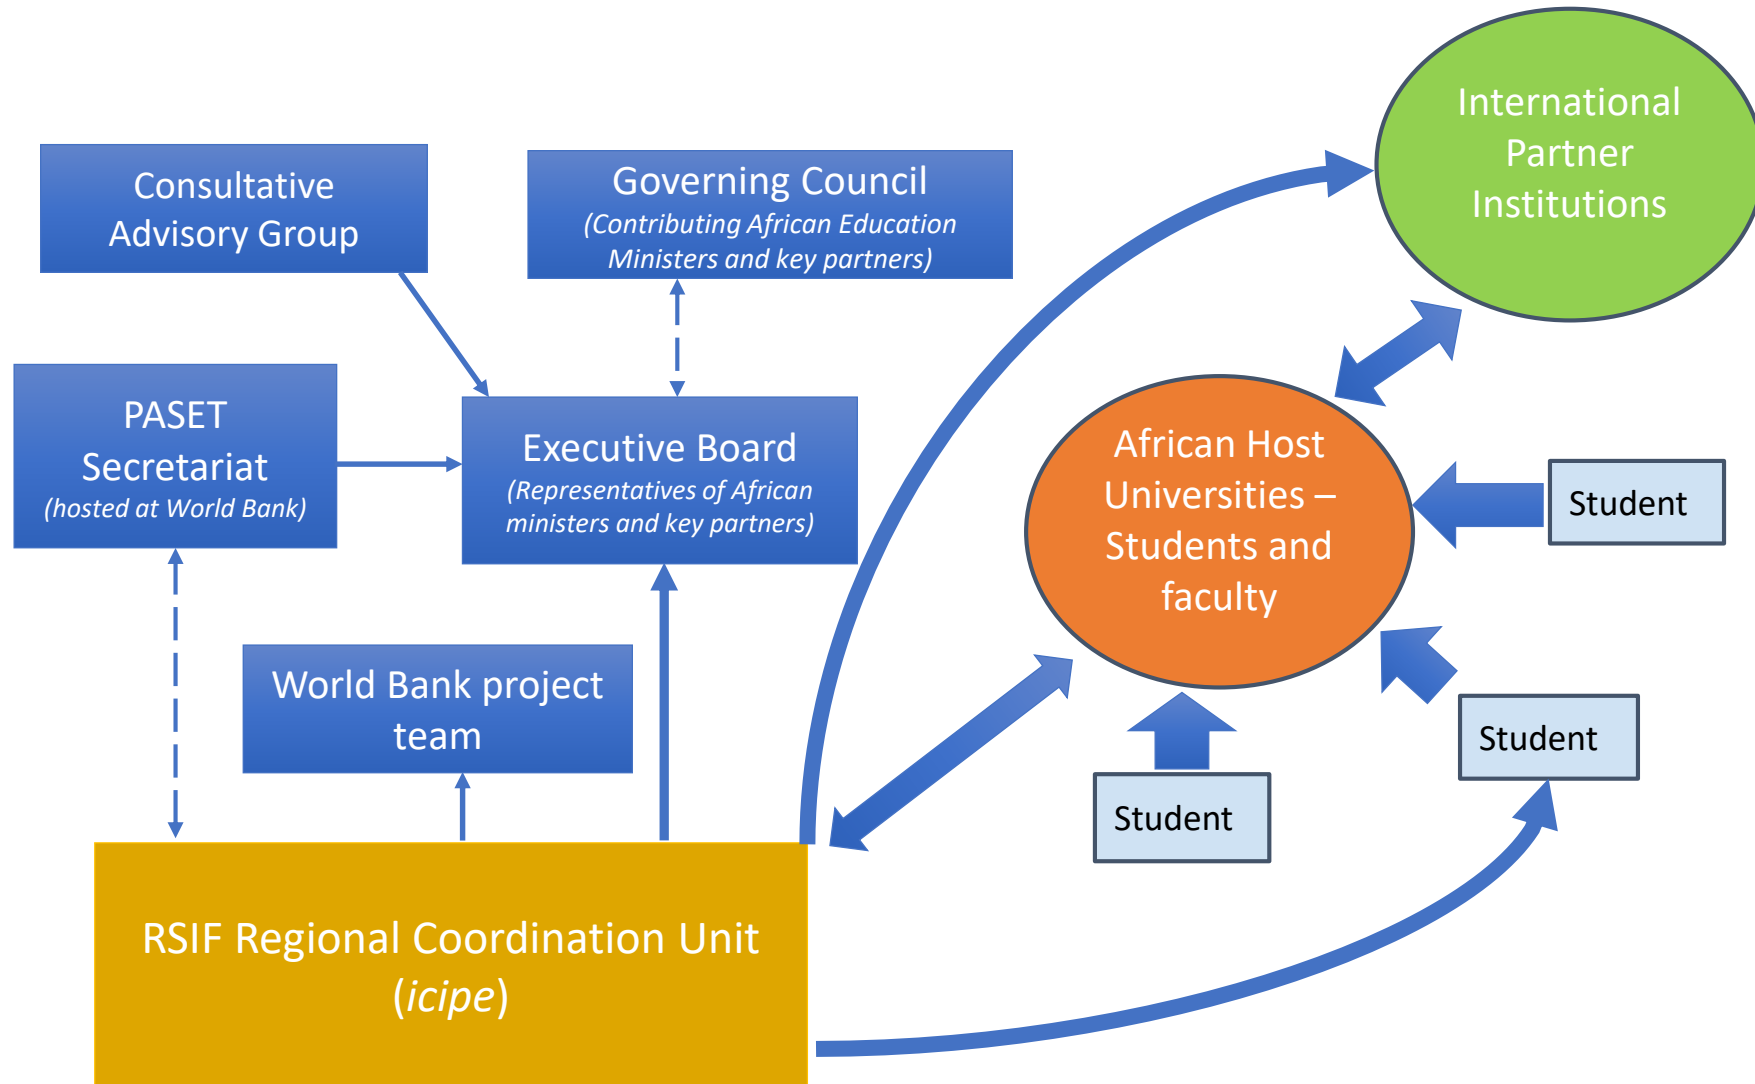 Consultative
Advisory Group
Governing Council
(Contributing African Education
Ministers and key partners)
International
Partner
Institutions
PASET
Secretariat
(hosted at World Bank)
Executive Board
(Representatives of African
ministers and key partners)
African Host
Universities –
Students and
faculty
Student
World Bank project
team
Student
Student
RSIF Regional Coordination Unit
(icipe)